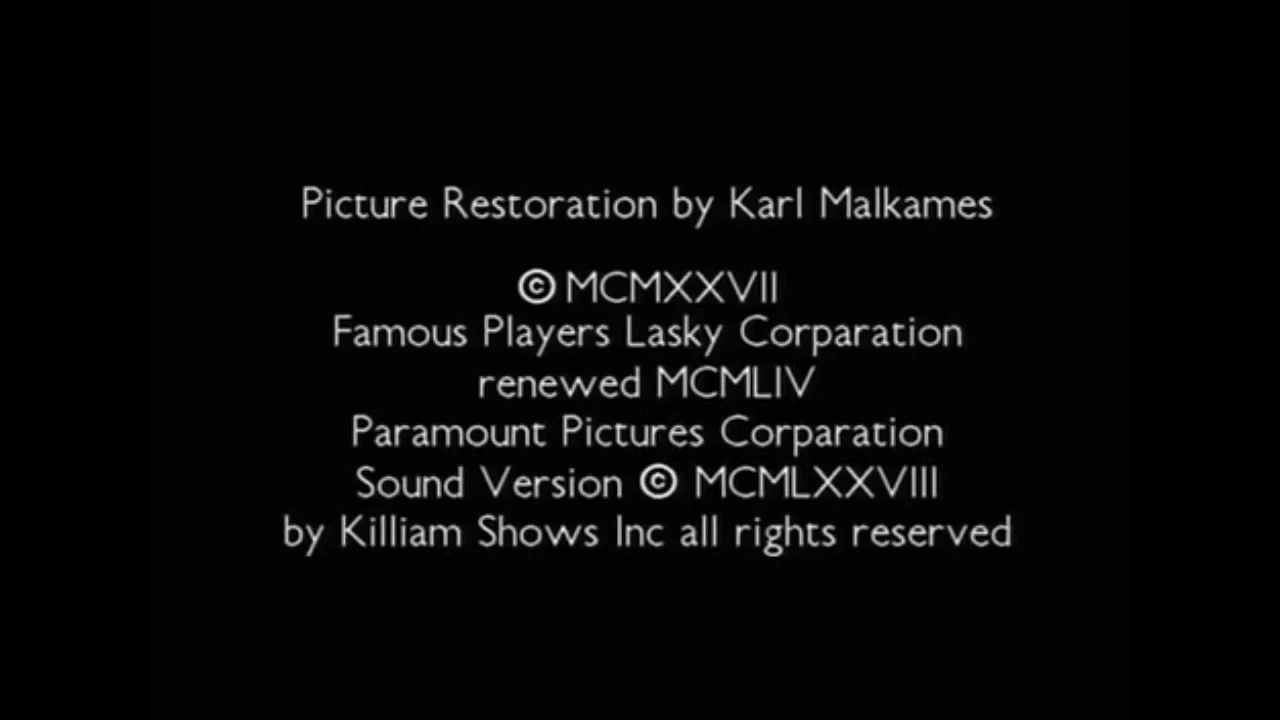 Picture Restoration by Karl Malkames
© MCMXXVII
Famous Players Lasky Corparation
renewed MCMLIV
Paramount Pictures Corparation
Sound Version © MCMLXXVIII
by Killiam Shows Inc all rights reserved